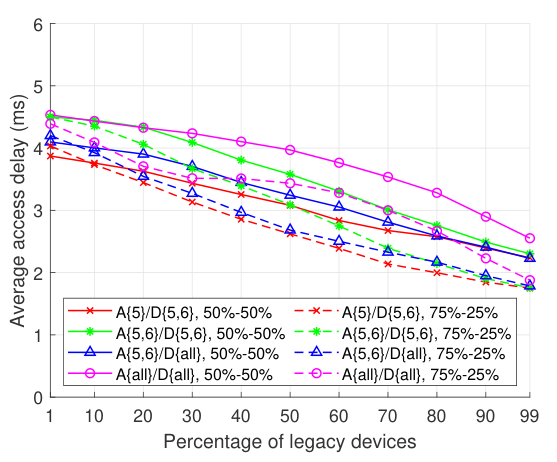 6
5
4
3
2
1
0
Average access delay (ms)
A{5}/D{5,6}, 50%-50%
A{5,6}/D{5,6}, 50%-50%
A{5,6}/D{all}, 50%-50%
A{all}/D{all}, 50%-50%
A{5}/D{5,6}, 75%-25%
A{5,6}/D{5,6}, 75%-25%
A{5,6}/D{all}, 75%-25%
A{all}/D{all}, 75%-25%
1 10 20 30 40 50 60 70 80 90 99
Percentage of legacy devices